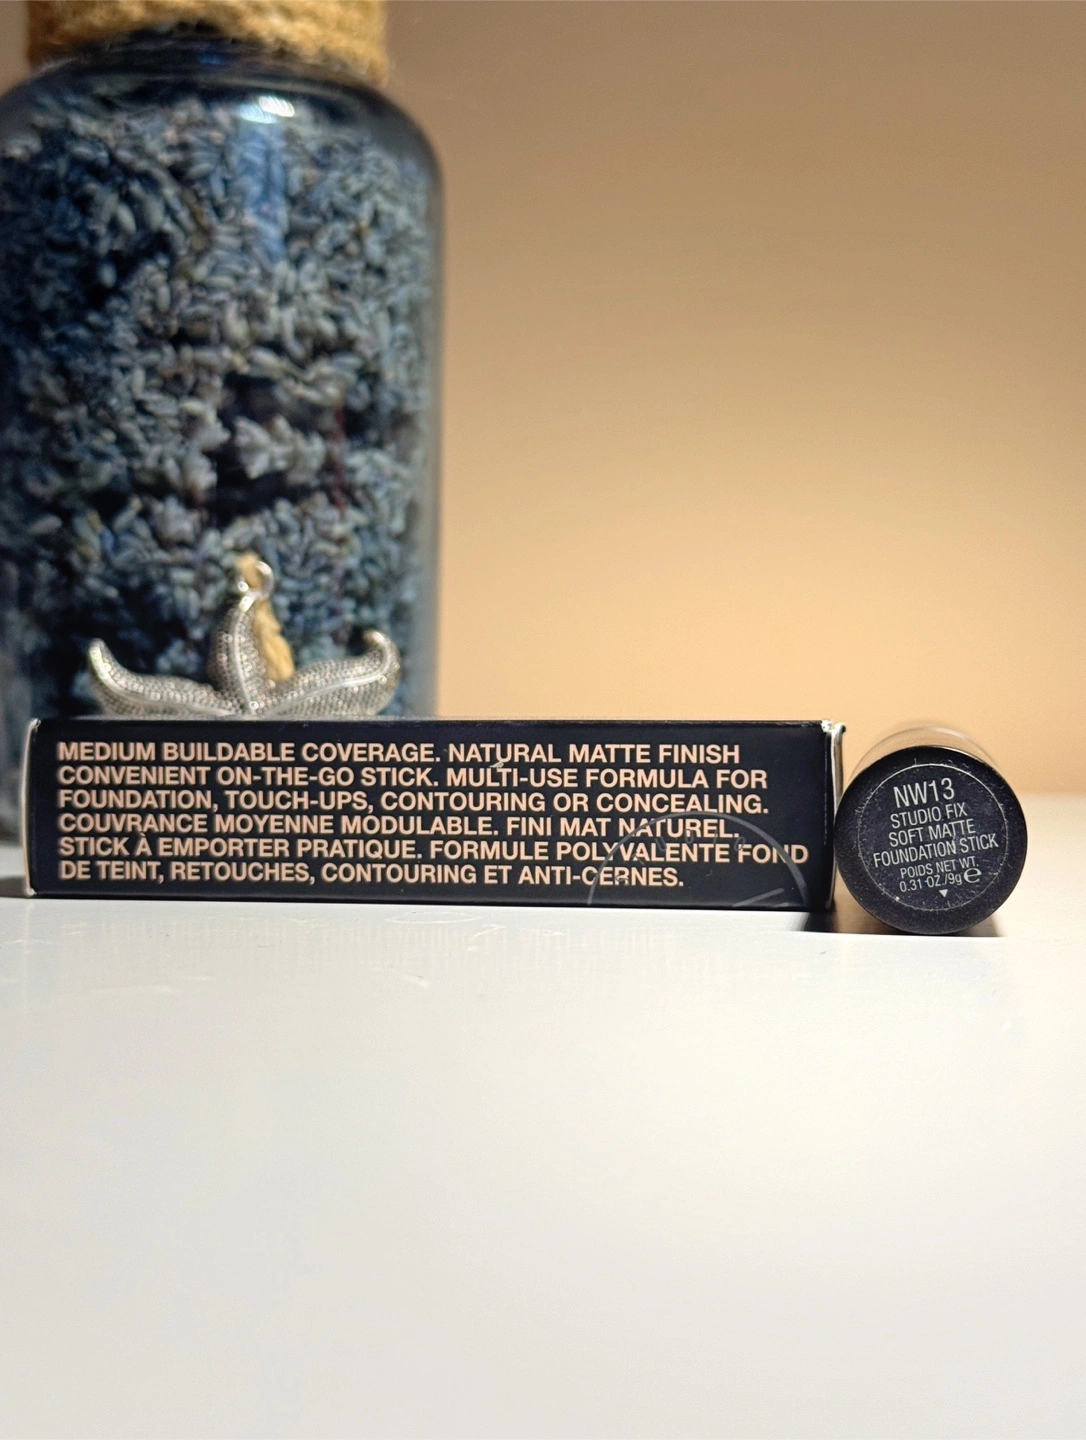 MEDIUM BUILDABLE COVERAGE. NATURAL MATTE FINISH
CONVENIENT ON-THE-GO STICK. MULTI-USE FORMULA FOR
FOUNDATION, TOUCH-UPS, CONTOURING OR CONCEALING.
COUVRANCE MOYENNE MODULABLE. FINI MAT NATUREL.
STICK À EMPORTER PRATIQUE. FORMULE POLYVALENTE FOND
DE TEINT, RETOUCHES, CONTOURING ET ANTI-CERNES.
NW13
STUDIO FIX
SOFT MATTE
FOUNDATION STICK
POIDS NET WT.
0.31 OZ./9g ℮